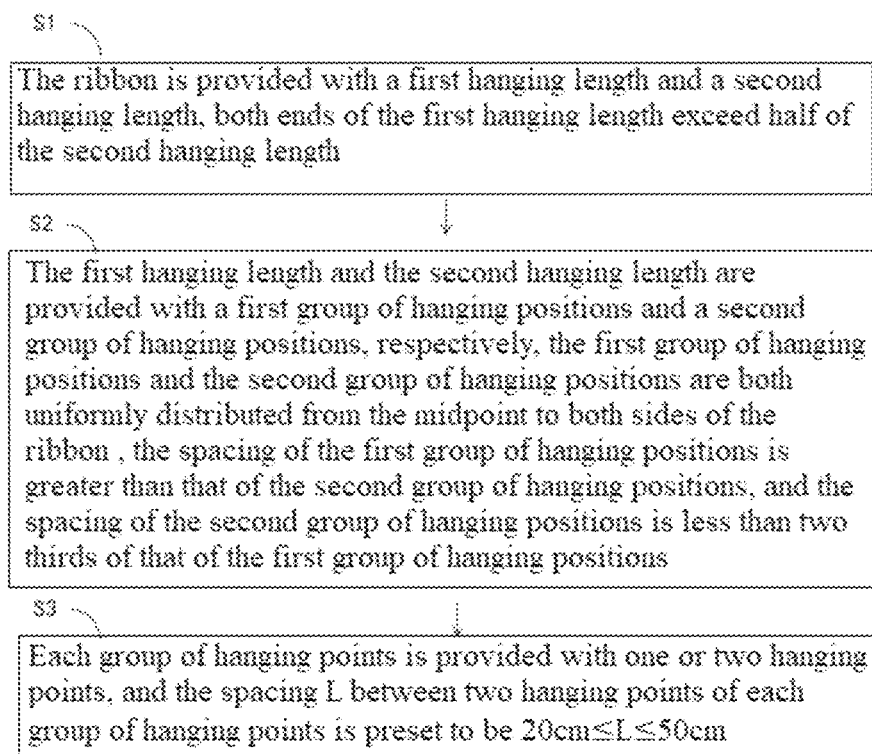 S1
The ribbon is provided with a first hanging length and a second
hanging length, both ends of the first hanging length exceed half of
the second hanging length
S2
The first hanging length and the second hanging length are
provided with a first group of hanging positions and a second
group of hanging positions, respectively, the first group of hanging
positions and the second group of hanging positions are both
uniformly distributed from the midpoint to both sides of the
ribbon , the spacing of the first group of hanging positions is
greater than that of the second group of hanging positions, and the
spacing of the second group of hanging positions is less than two
thirds of that of the first group of hanging positions
S3
Each group of hanging points is provided with one or two hanging
points, and the spacing L between two hanging points of each
group of hanging points is preset to be 20cm≤L≤50cm